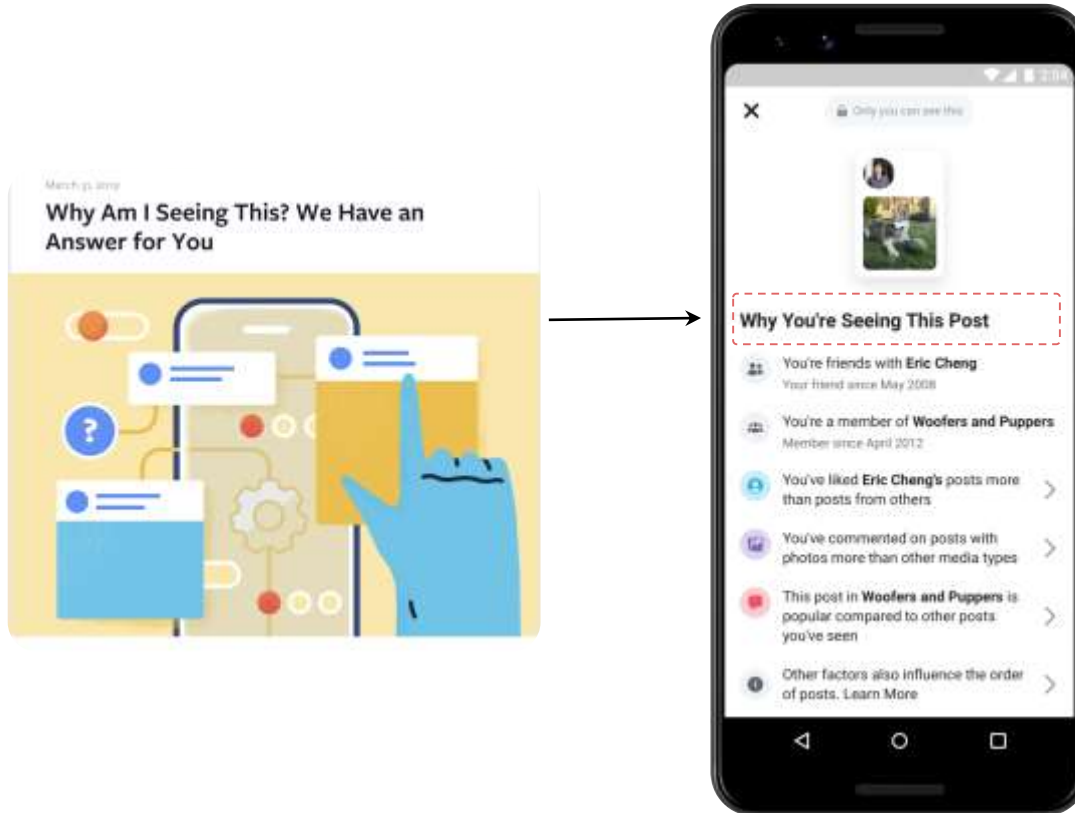 March 31, 2019
Why Am I Seeing This? We Have an
Answer for You
?
2:04
Only you can see this
Why You're Seeing This Post
You're friends with Eric Cheng
Your friend since May 2008
You're a member of Woofers and Puppers
Member since April 2012
You've liked Eric Cheng's posts more
than posts from others
You've commented on posts with
photos more than other media types
This post in Woofers and Puppers is
popular compared to other posts
you've seen
Other factors also influence the order
of posts. Learn More